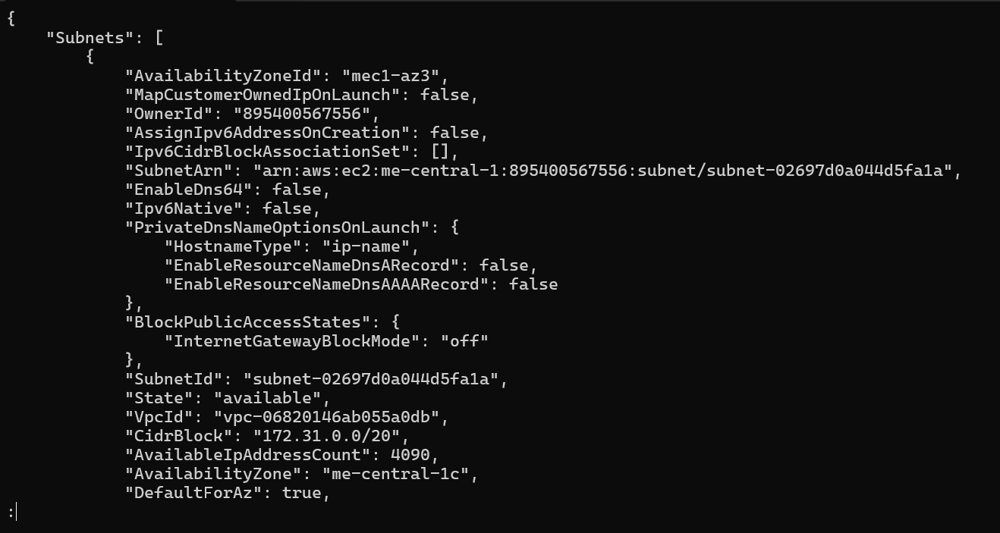 {
    "Subnets": [
        {
            "AvailabilityZoneId": "mec1-az3",
            "MapCustomerOwnedIpOnLaunch": false,
            "OwnerId": "895400567556",
            "AssignIpv6AddressOnCreation": false,
            "Ipv6CidrBlockAssociationSet": [],
            "SubnetArn": "arn:aws:ec2:me-central-1:895400567556:subnet/subnet-02697d0a044d5fa1a",
            "EnableDns64": false,
            "Ipv6Native": false,
            "PrivateDnsNameOptionsOnLaunch": {
                "HostnameType": "ip-name",
                "EnableResourceNameDnsARecord": false,
                "EnableResourceNameDnsAAAARecord": false
            },
            "BlockPublicAccessStates": {
                "InternetGatewayBlockMode": "off"
            },
            "SubnetId": "subnet-02697d0a044d5fa1a",
            "State": "available",
            "VpcId": "vpc-06820146ab055a0db",
            "CidrBlock": "172.31.0.0/20",
            "AvailableIpAddressCount": 4090,
            "AvailabilityZone": "me-central-1c",
            "DefaultForAz": true,
: